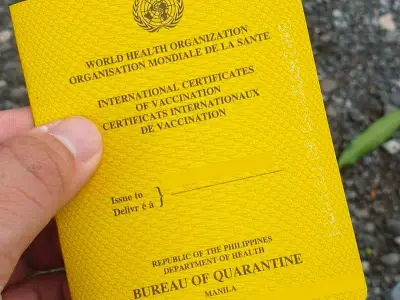 WORLD HEALTH ORGANIZATION
ORGANISATION MONDIALE DE LA SANTE
INTERNATIONAL CERTIFICATES
OF VACCINATION
CERTIFICATS INTERNATIONAUX
DE VACCINATION
Issue to
Delivr é à
REPUBLIC OF THE PHILIPPINES
DEPARTMENT OF HEALTH
BUREAU OF QUARANTINE
MANILA